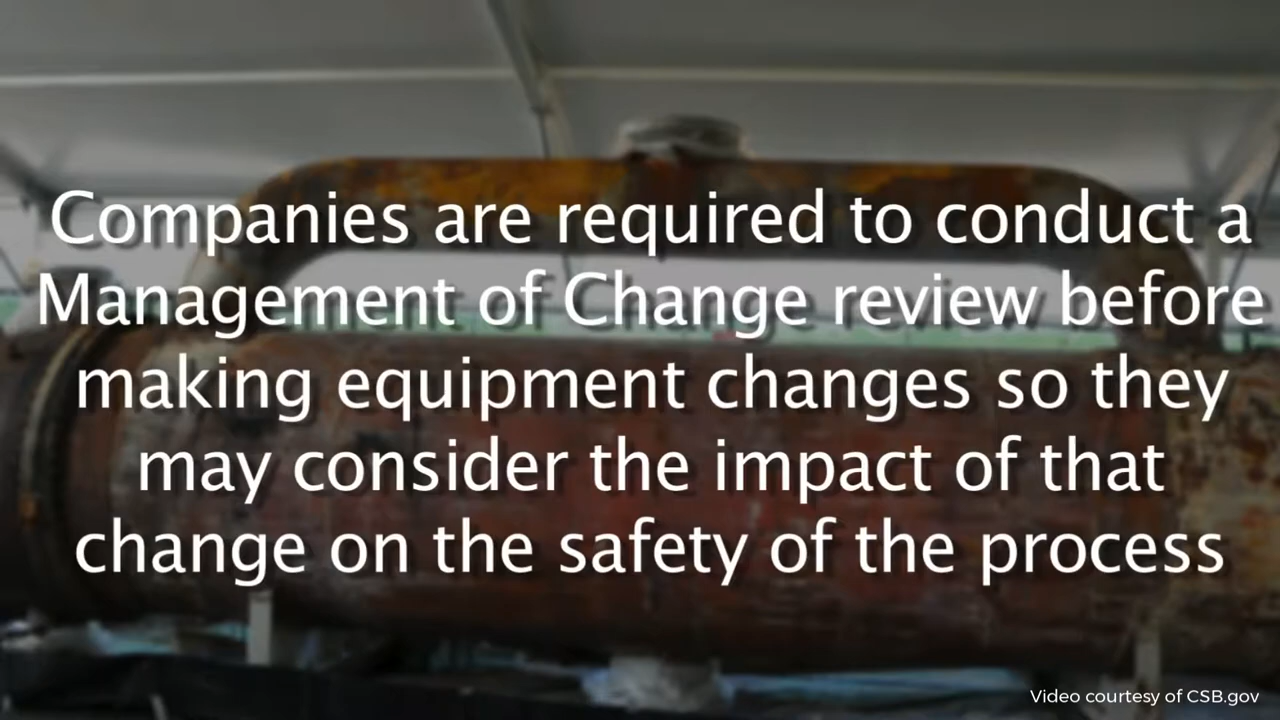 Companies are required to conduct a
Management of Change review before
making equipment changes so they
may consider the impact of that
change on the safety of the process
Video courtesy of CSB.gov